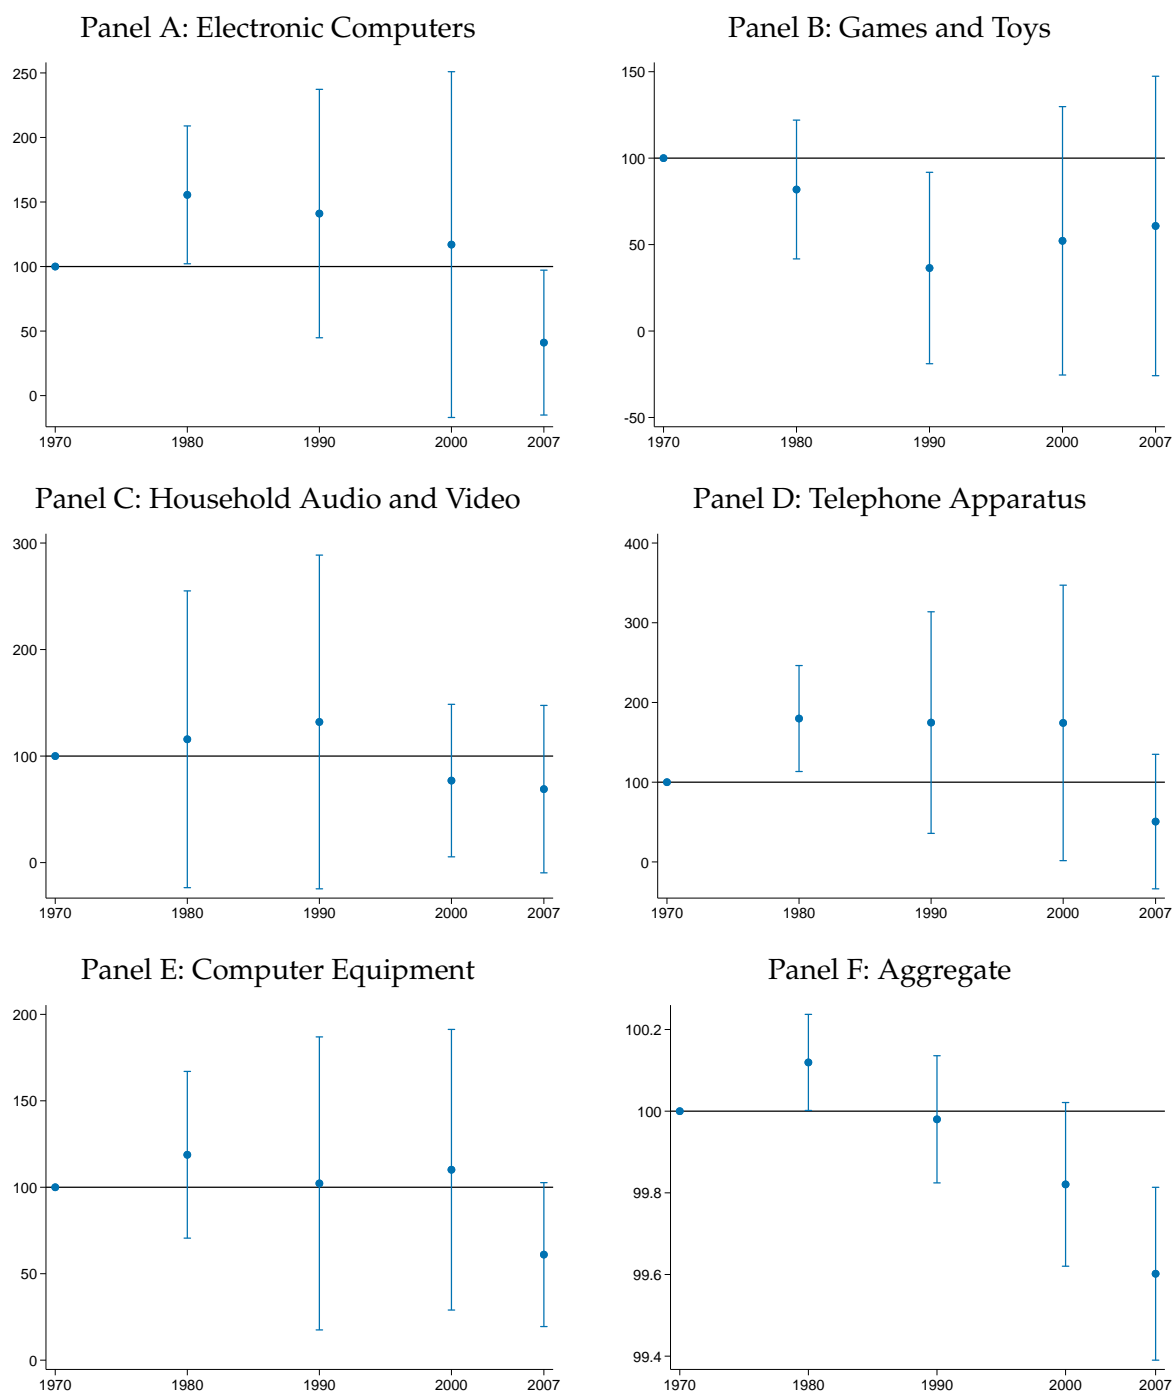 Panel A: Electronic Computers
250
200
150
100
50
0
1970 1980 1990 2000 2007
Panel B: Games and Toys
150
100
50
0
-50
1970 1980 1990 2000 2007
Panel C: Household Audio and Video
300
200
100
0
1970 1980 1990 2000 2007
Panel D: Telephone Apparatus
400
300
200
100
0
1970 1980 1990 2000 2007
Panel E: Computer Equipment
200
150
100
50
0
1970 1980 1990 2000 2007
Panel F: Aggregate
100.2
100
99.8
99.6
99.4
1970 1980 1990 2000 2007